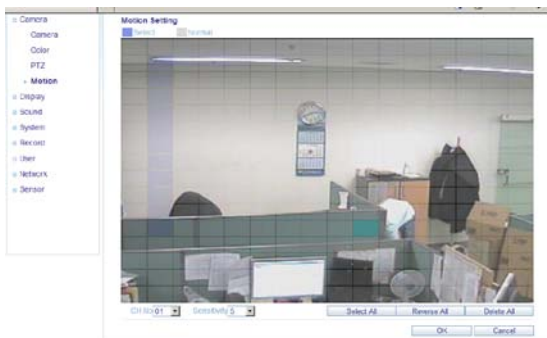 Camera
Camera
Color
PTZ
Motion
Display
Sound
System
Record
User
Network
Sensor
Motion Setting
Select
Normal
CH No 01
Sensitivity 5
Select All
Reverse All
Delete All
OK
Cancel